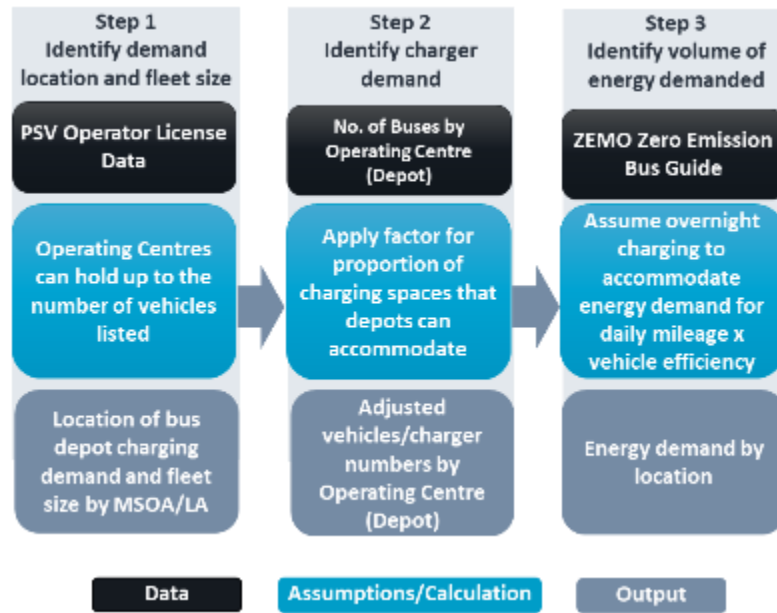 Step 1
Identify demand
location and fleet size
PSV Operator License
Data
Operating Centres
can hold up to the
number of vehicles
listed
Location of bus
depot charging
demand and fleet
size by MSOA/LA
Step 2
Identify charger
demand
No. of Buses by
Operating Centre
(Depot)
Apply factor for
proportion of
charging spaces that
depots can
accommodate
Adjusted
vehicles/charger
numbers by
Operating Centre
(Depot)
Step 3
Identify volume of
energy demanded
ZEMO Zero Emission
Bus Guide
Assume overnight
charging to
accommodate
energy demand for
daily mileage x
vehicle efficiency
Energy demand by
location
Data
Assumptions/Calculation
Output